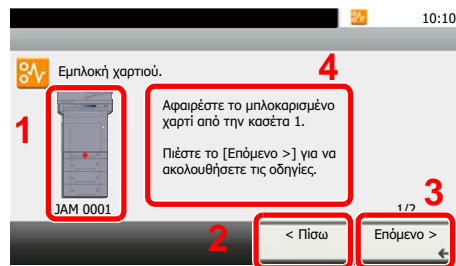 10:10
Εμπλοκή χαρτιού.
4
1
Αφαιρέστε το μπλοκαρισμένο
χαρτί από την κασέτα 1.
Πιέστε το [Επόμενο >] για να
ακολουθήσετε τις οδηγίες.
JAM 0001
1/2
3
2
< Πίσω
Επόμενο >